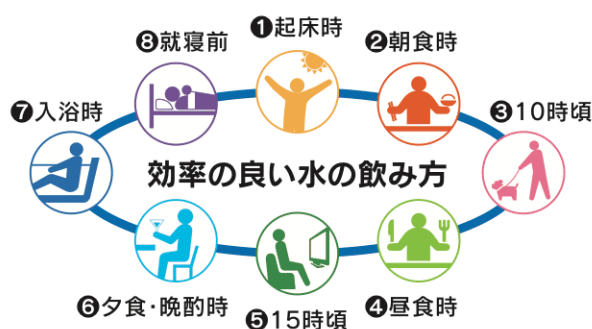 効率の良い水の飲み方
❶起床時
❷朝食時
❸10時頃
❹昼食時
❺15時頃
❻夕食・晩酌時
❼入浴時
❽就寝前